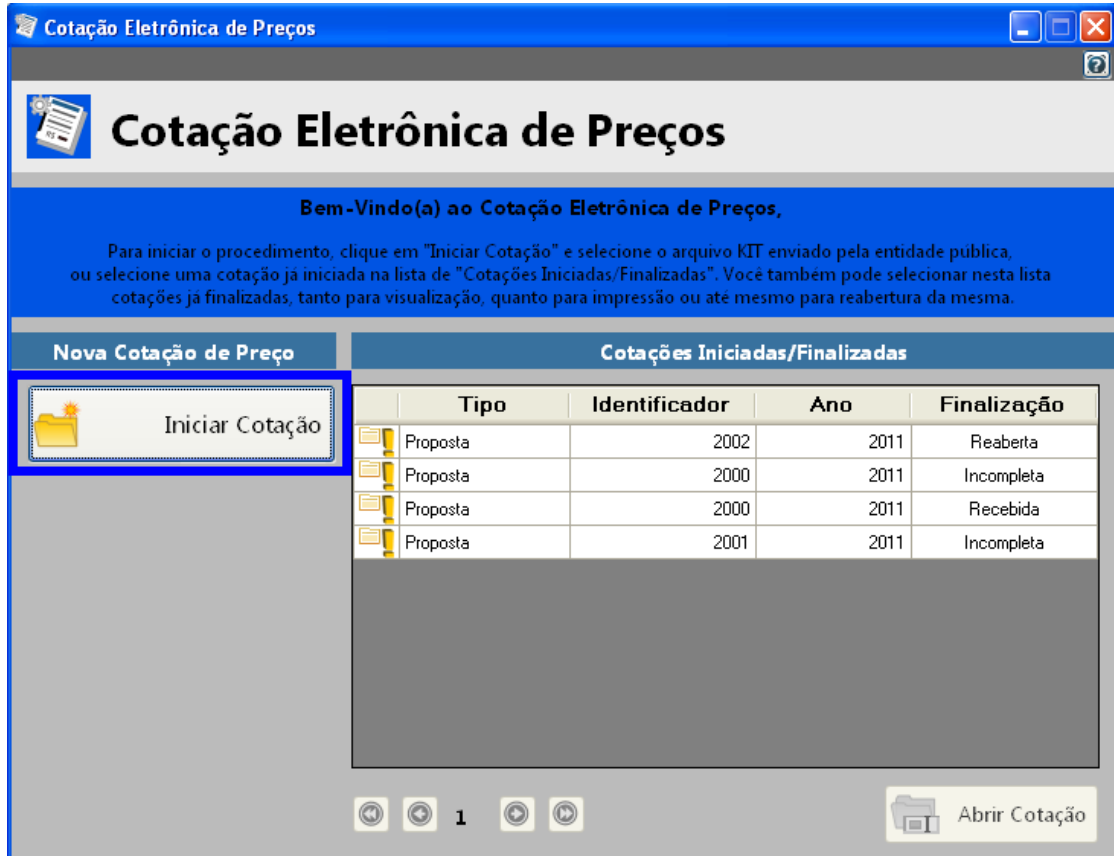 Cotação Eletrônica de Preços
Cotação Eletrônica de Preços
Bem-Vindo(a) ao Cotação Eletrônica de Preços,
Para iniciar o procedimento, clique em "Iniciar Cotação" e selecione o arquivo KIT enviado pela entidade pública,
ou selecione uma cotação já iniciada na lista de "Cotações Iniciadas/Finalizadas". Você também pode selecionar nesta lista
cotações já finalizadas, tanto para visualização, quanto para impressão ou até mesmo para reabertura da mesma.
Nova Cotação de Preço
Iniciar Cotação
Cotações Iniciadas/Finalizadas
Tipo Identificador Ano Finalização
Proposta 2002 2011 Reaberta
Proposta 2000 2011 Incompleta
Proposta 2000 2011 Recebida
Proposta 2001 2011 Incompleta
1
Abrir Cotação